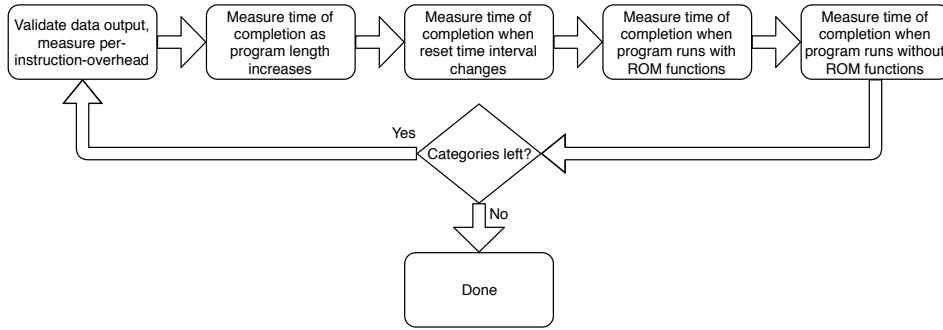 Validate data output,
measure per-
instruction-overhead
Measure time of
completion as
program length
increases
Measure time of
completion when
reset time interval
changes
Measure time of
completion when
program runs with
ROM functions
Measure time of
completion when
program runs without
ROM functions
Yes
Categories left?
No
Done